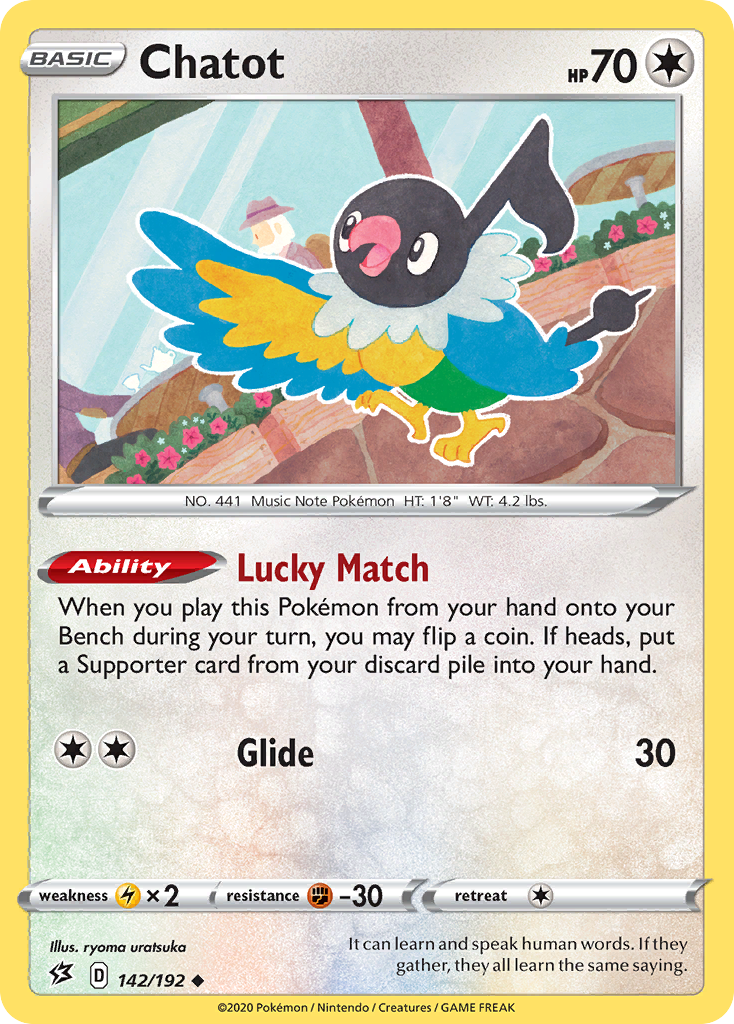 BASIC Chatot HP 70
NO. 441 Music Note Pokémon HT: 1'8" WT: 4.2 lbs.
Ability Lucky Match
When you play this Pokémon from your hand onto your
Bench during your turn, you may flip a coin. If heads, put
a Supporter card from your discard pile into your hand.
Glide 30
weakness ×2 resistance -30 retreat
Illus. ryoma uratsuka
It can learn and speak human words. If they
gather, they all learn the same saying.
D 142/192
©2020 Pokémon / Nintendo / Creatures / GAME FREAK